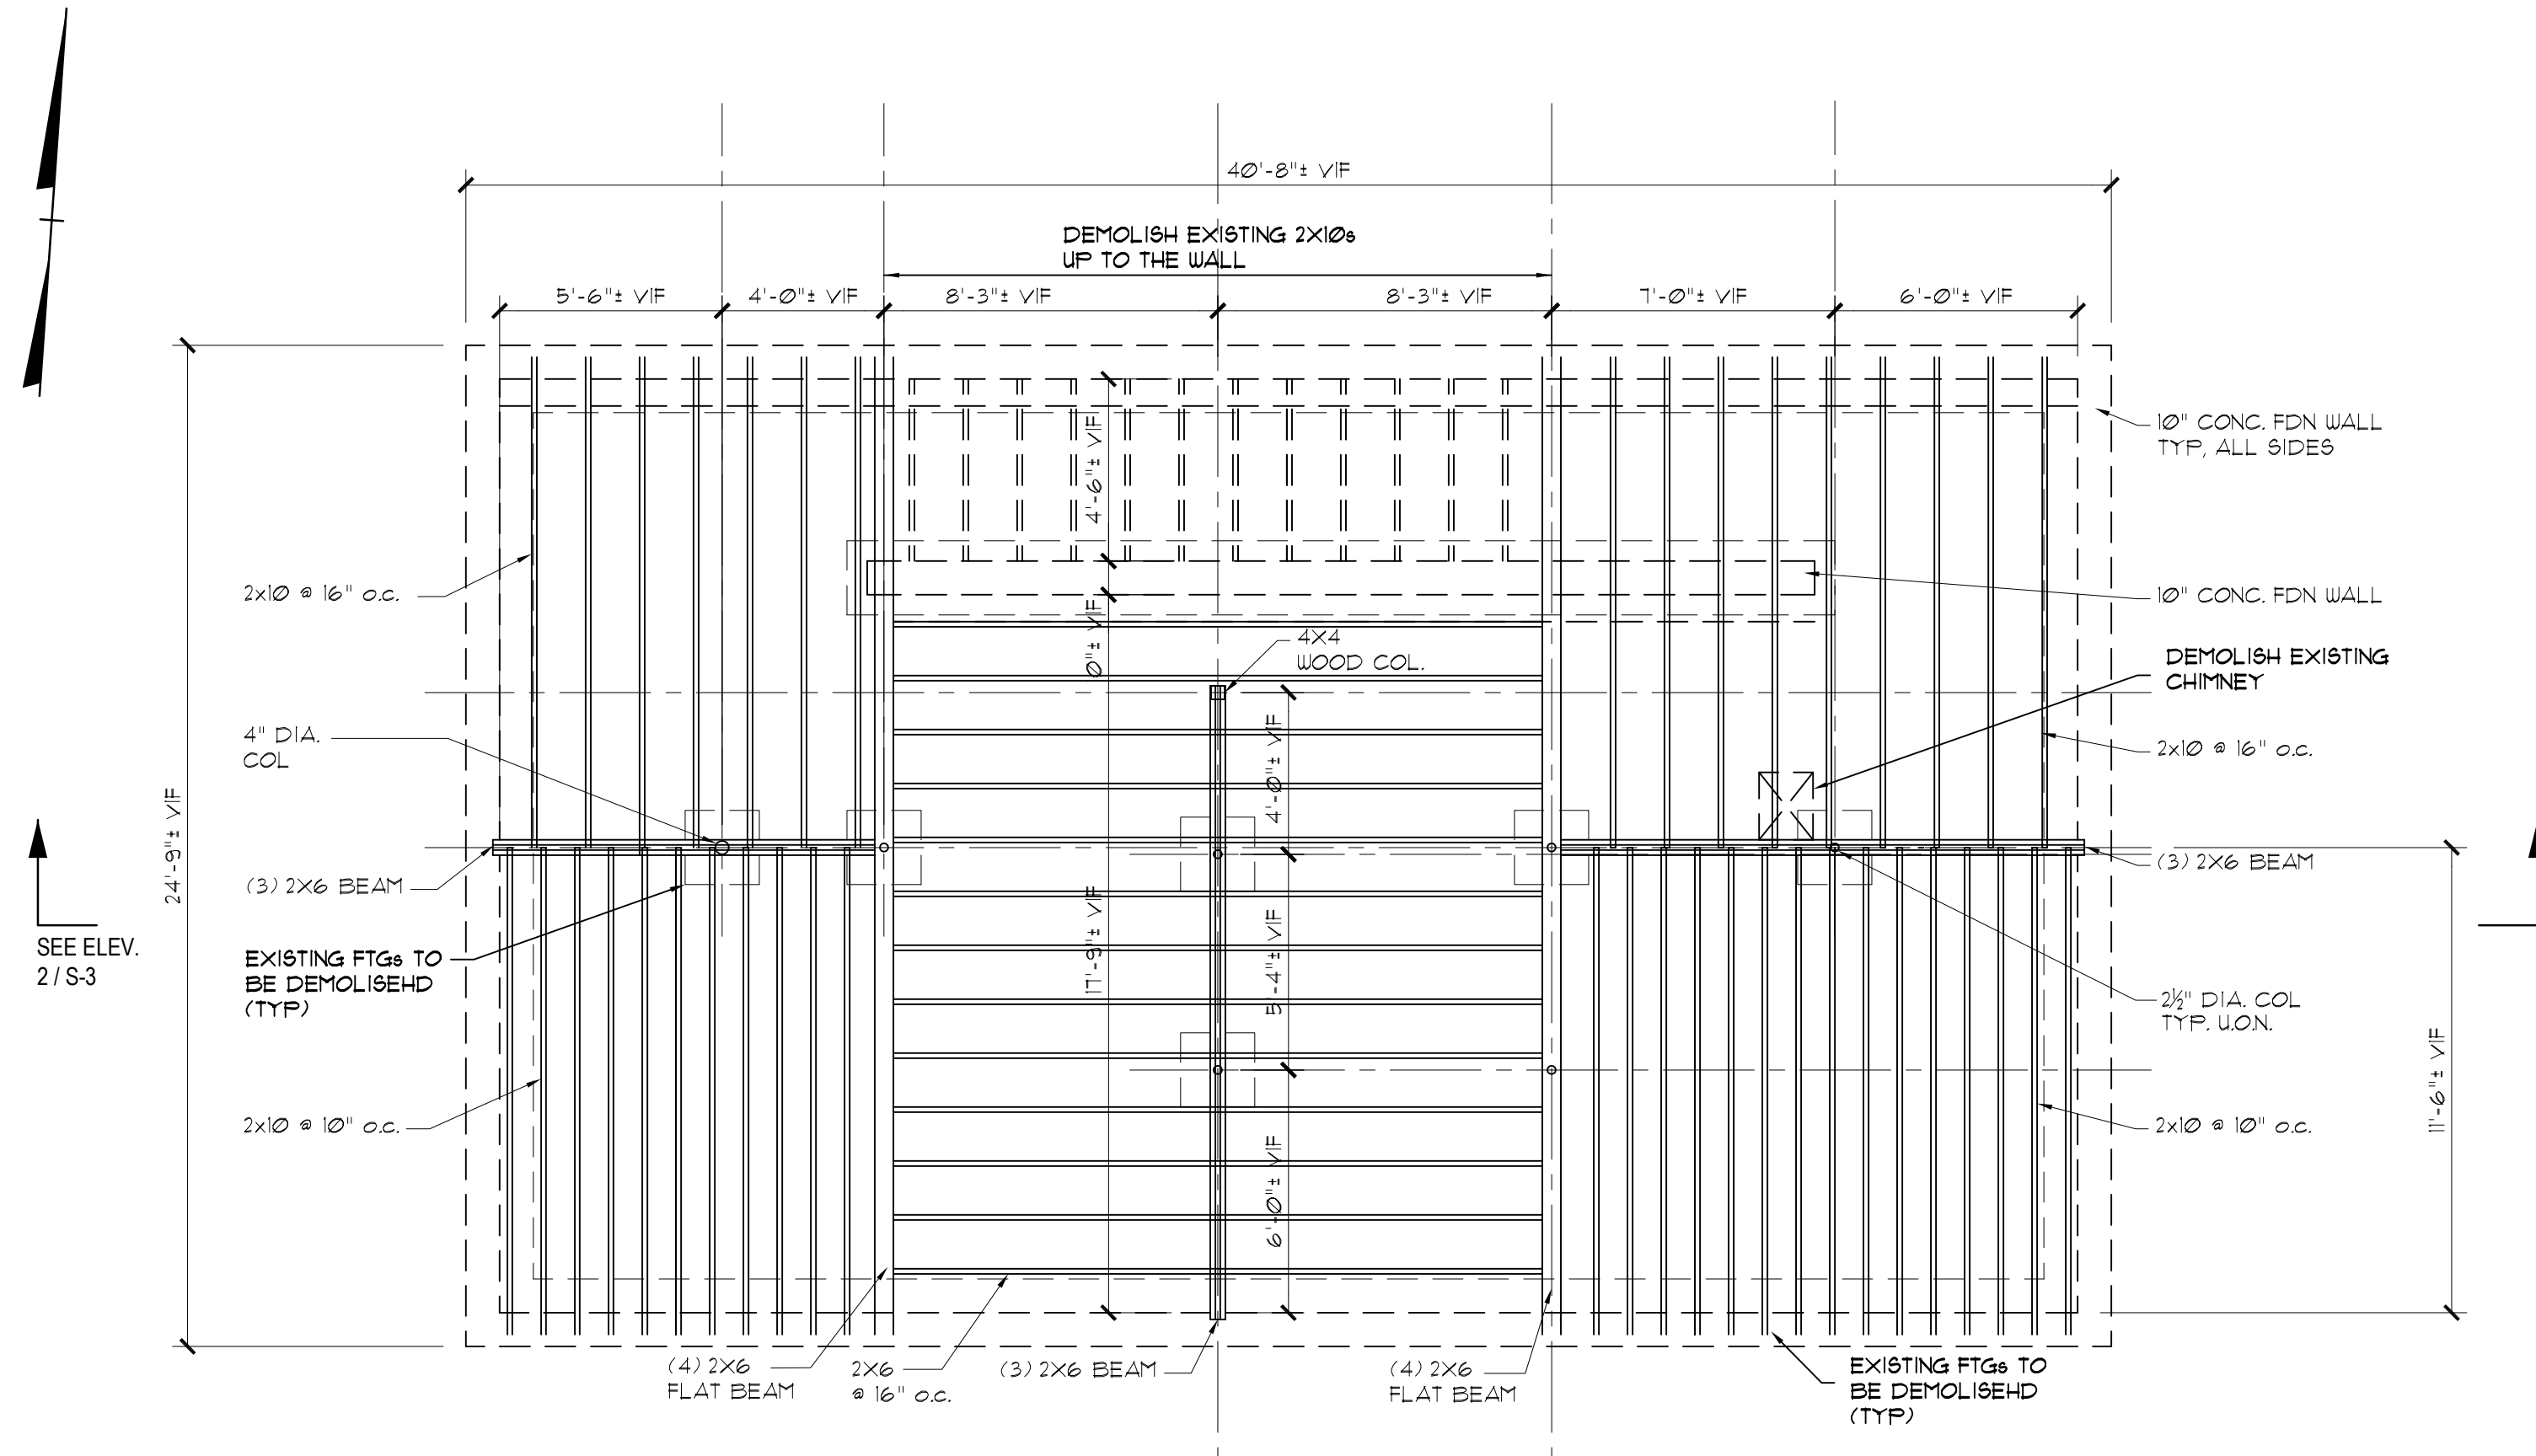 40'-8"± VIF
DEMOLISH EXISTING 2X10s
UP TO THE WALL
5'-6"± VIF
4'-0"± VIF
8'-3"± VIF
8'-3"± VIF
7'-0"± VIF
6'-0"± VIF
10" CONC. FDN WALL
TYP, ALL SIDES
4'-6"± VIF
2x10 @ 16" o.c.
10" CONC. FDN WALL
0"± VIF
4X4
WOOD COL.
DEMOLISH EXISTING
CHIMNEY
4" DIA.
COL
2x10 @ 16" o.c.
4'-0"± VIF
24'-9"± VIF
(3) 2X6 BEAM
(3) 2X6 BEAM
SEE ELEV.
2 / S-3
EXISTING FTGs TO
BE DEMOLISEHD
(TYP)
17'-9"± VIF
5'-4"± VIF
2½" DIA. COL
TYP. U.O.N.
11'-6"± VIF
2x10 @ 10" o.c.
2x10 @ 10" o.c.
6'-0"± VIF
(4) 2X6
FLAT BEAM
2X6
@ 16" o.c.
(3) 2X6 BEAM
(4) 2X6
FLAT BEAM
EXISTING FTGs TO
BE DEMOLISEHD
(TYP)